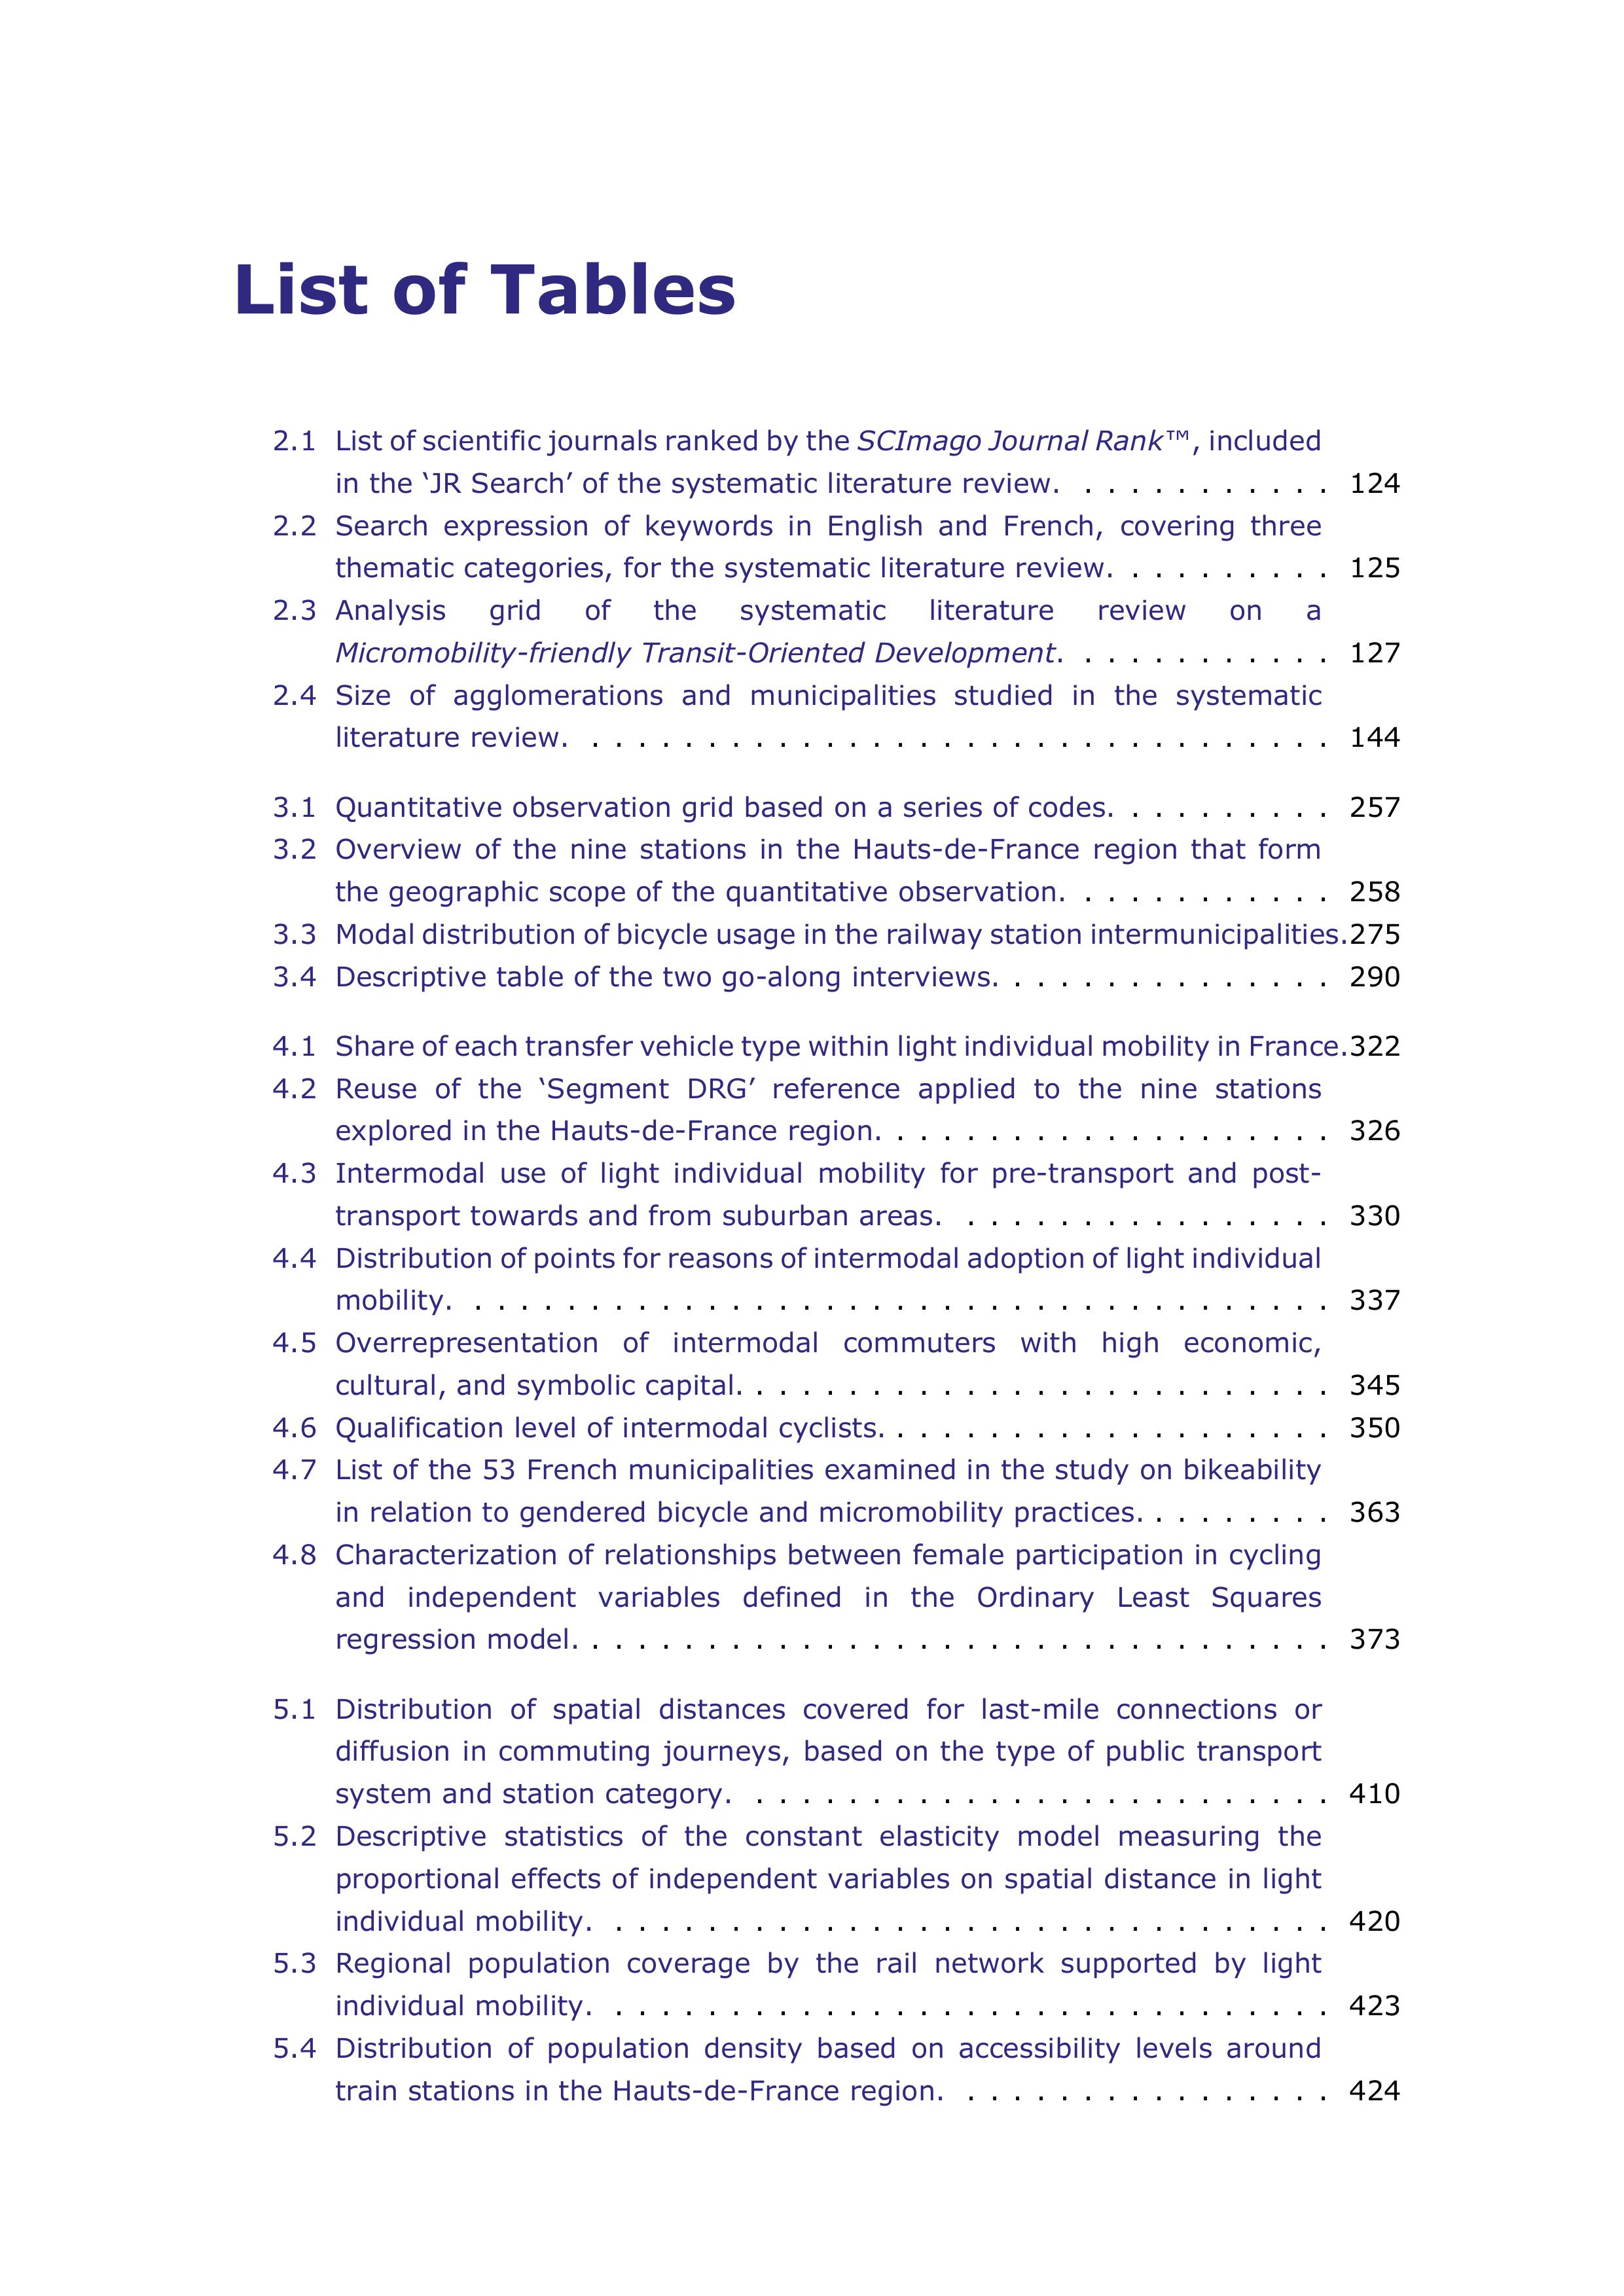 List of Tables
2.1 List of scientific journals ranked by the SCImago Journal Rank™, included
in the ‘JR Search’ of the systematic literature review. . . . . . . . . . . . 124
2.2 Search expression of keywords in English and French, covering three
thematic categories, for the systematic literature review. . . . . . . . . . 125
2.3 Analysis grid of the systematic literature review on a
Micromobility-friendly Transit-Oriented Development. . . . . . . . . . . . 127
2.4 Size of agglomerations and municipalities studied in the systematic
literature review. . . . . . . . . . . . . . . . . . . . . . . . . . . . . . . . . 144
3.1 Quantitative observation grid based on a series of codes. . . . . . . . . . 257
3.2 Overview of the nine stations in the Hauts-de-France region that form
the geographic scope of the quantitative observation. . . . . . . . . . . . 258
3.3 Modal distribution of bicycle usage in the railway station intermunicipalities.275
3.4 Descriptive table of the two go-along interviews. . . . . . . . . . . . . . . 290
4.1 Share of each transfer vehicle type within light individual mobility in France.322
4.2 Reuse of the ‘Segment DRG’ reference applied to the nine stations
explored in the Hauts-de-France region. . . . . . . . . . . . . . . . . . . . 326
4.3 Intermodal use of light individual mobility for pre-transport and post-
transport towards and from suburban areas. . . . . . . . . . . . . . . . . 330
4.4 Distribution of points for reasons of intermodal adoption of light individual
mobility. . . . . . . . . . . . . . . . . . . . . . . . . . . . . . . . . . . . . . 337
4.5 Overrepresentation of intermodal commuters with high economic,
cultural, and symbolic capital. . . . . . . . . . . . . . . . . . . . . . . . . . 345
4.6 Qualification level of intermodal cyclists. . . . . . . . . . . . . . . . . . . . 350
4.7 List of the 53 French municipalities examined in the study on bikeability
in relation to gendered bicycle and micromobility practices. . . . . . . . . 363
4.8 Characterization of relationships between female participation in cycling
and independent variables defined in the Ordinary Least Squares
regression model. . . . . . . . . . . . . . . . . . . . . . . . . . . . . . . . . 373
5.1 Distribution of spatial distances covered for last-mile connections or
diffusion in commuting journeys, based on the type of public transport
system and station category. . . . . . . . . . . . . . . . . . . . . . . . . . 410
5.2 Descriptive statistics of the constant elasticity model measuring the
proportional effects of independent variables on spatial distance in light
individual mobility. . . . . . . . . . . . . . . . . . . . . . . . . . . . . . . . 420
5.3 Regional population coverage by the rail network supported by light
individual mobility. . . . . . . . . . . . . . . . . . . . . . . . . . . . . . . . 423
5.4 Distribution of population density based on accessibility levels around
train stations in the Hauts-de-France region. . . . . . . . . . . . . . . . . 424